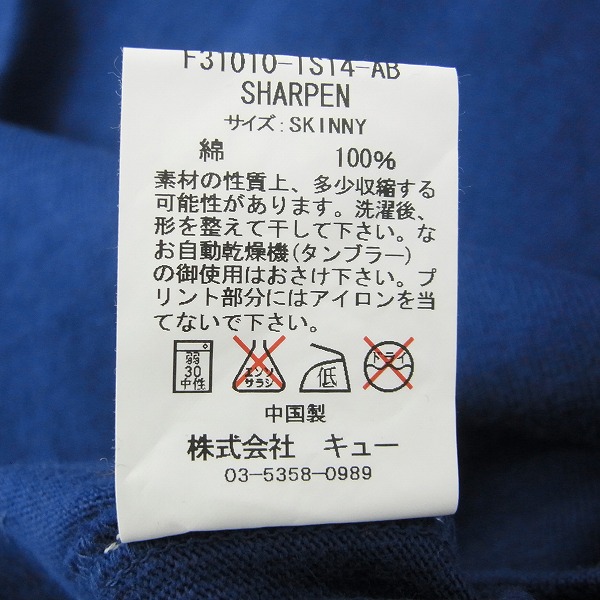 F31010-TS14-AB
SHARPEN
サイズ:SKINNY
綿 100%
素材の性質上、多少収縮する
可能性があります。洗濯後、
形を整えて干して下さい。な
お自動乾燥機(タンブラー)
の御使用はおさけ下さい。プ
リント部分にはアイロンを当
てないで下さい。
弱
30
中性
エンソ
サラシ
低
ドライ
中国製
株式会社 キュー
03-5358-0989